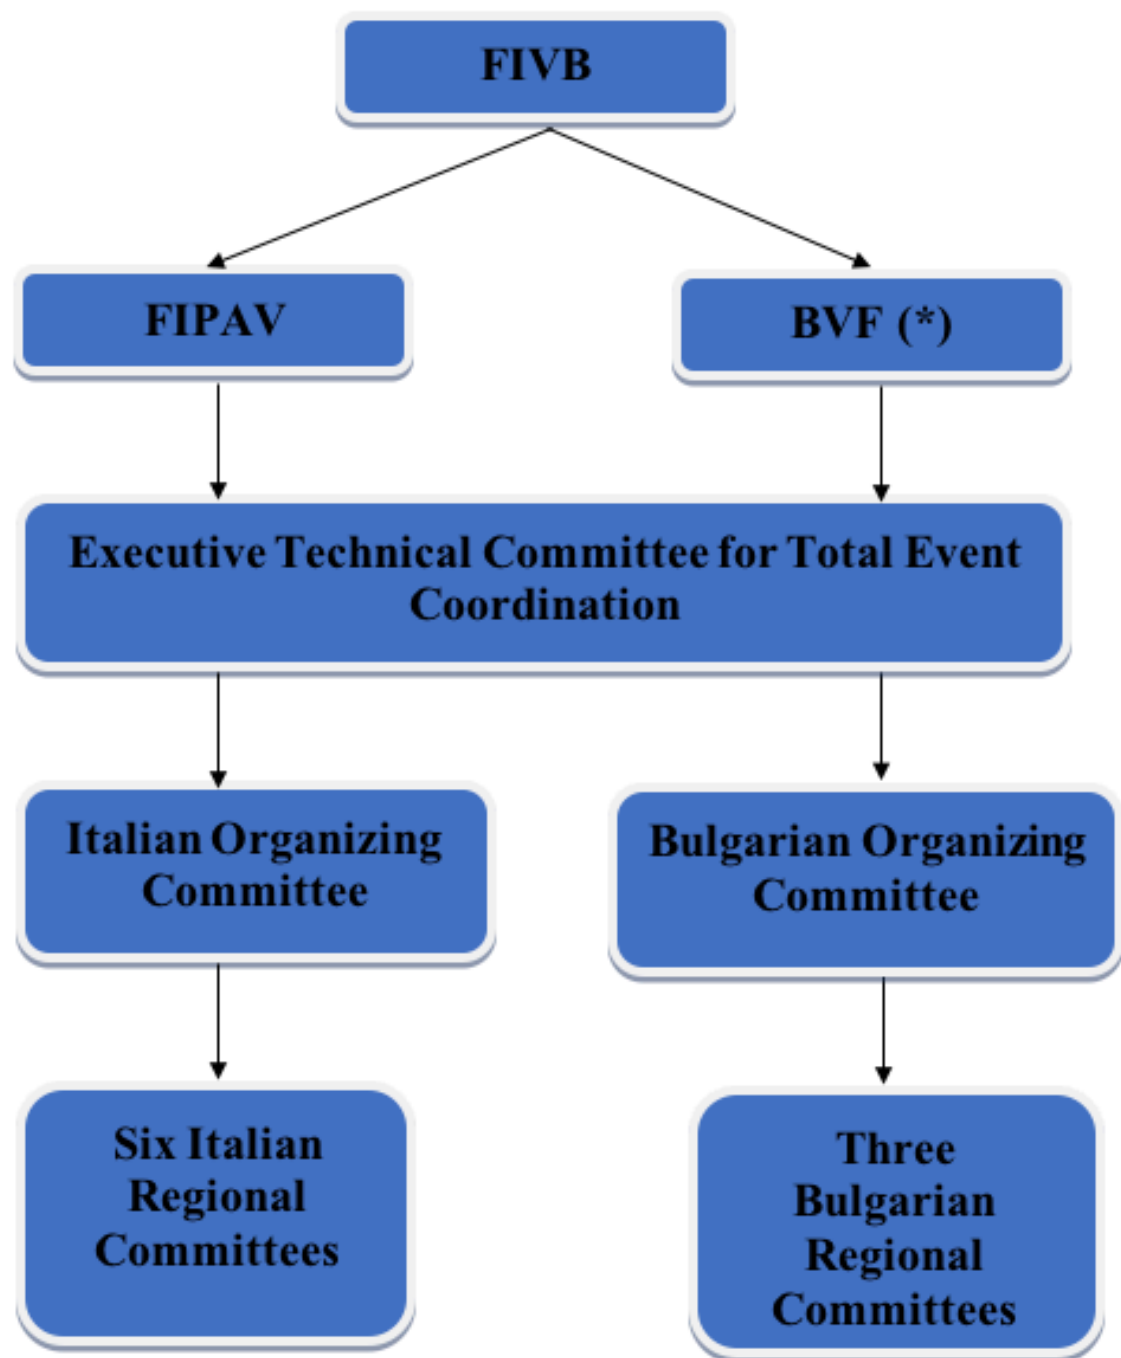 FIVB
FIPAV
BVF (*)
Executive Technical Committee for Total Event
Coordination
Italian Organizing
Committee
Bulgarian Organizing
Committee
Six Italian
Regional
Committees
Three
Bulgarian
Regional
Committees